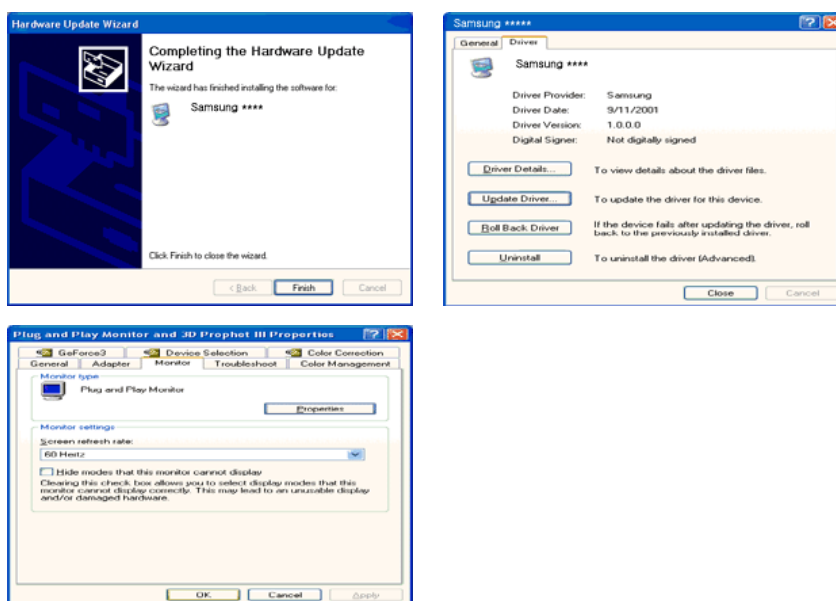 Hardware Update Wizard
Completing the Hardware Update
Wizard
The wizard has finished installing the software for:
Samsung ****
Click Finish to close the wizard.
< Back
Finish
Cancel
Samsung *****
General
Driver
Samsung ****
Driver Provider: Samsung
Driver Date: 9/11/2001
Driver Version: 1.0.0.0
Digital Signer: Not digitally signed
Driver Details...
To view details about the driver files.
Update Driver...
To update the driver for this device.
Roll Back Driver
If the device fails after updating the driver, roll
back to the previously installed driver.
Uninstall
To uninstall the driver (Advanced).
Close
Cancel
Plug and Play Monitor and 3D Prophet III Properties
GeForce3
Device Selection
Color Correction
General
Adapter
Monitor
Troubleshoot
Color Management
Monitor type
Plug and Play Monitor
Properties
Monitor settings
Screen refresh rate:
60 Hertz
Hide modes that this monitor cannot display
Clearing this check box allows you to select display modes that this
monitor cannot display correctly. This may lead to an unusable display
and/or damaged hardware.
OK
Cancel
Apply